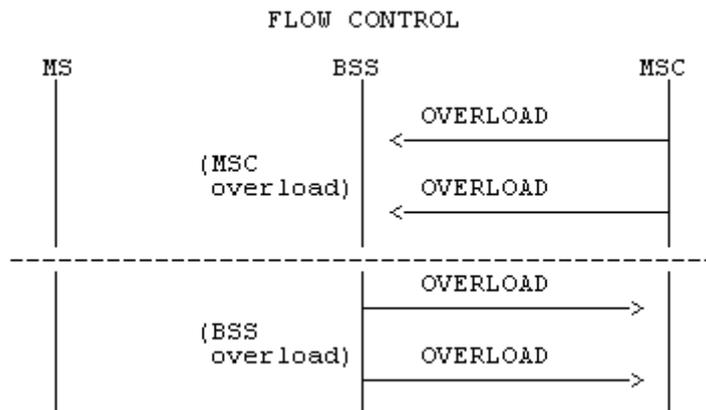 FLOW CONTROL
MS BSS MSC
OVERLOAD
(MSC
overload)
OVERLOAD
OVERLOAD
(BSS
overload)
OVERLOAD